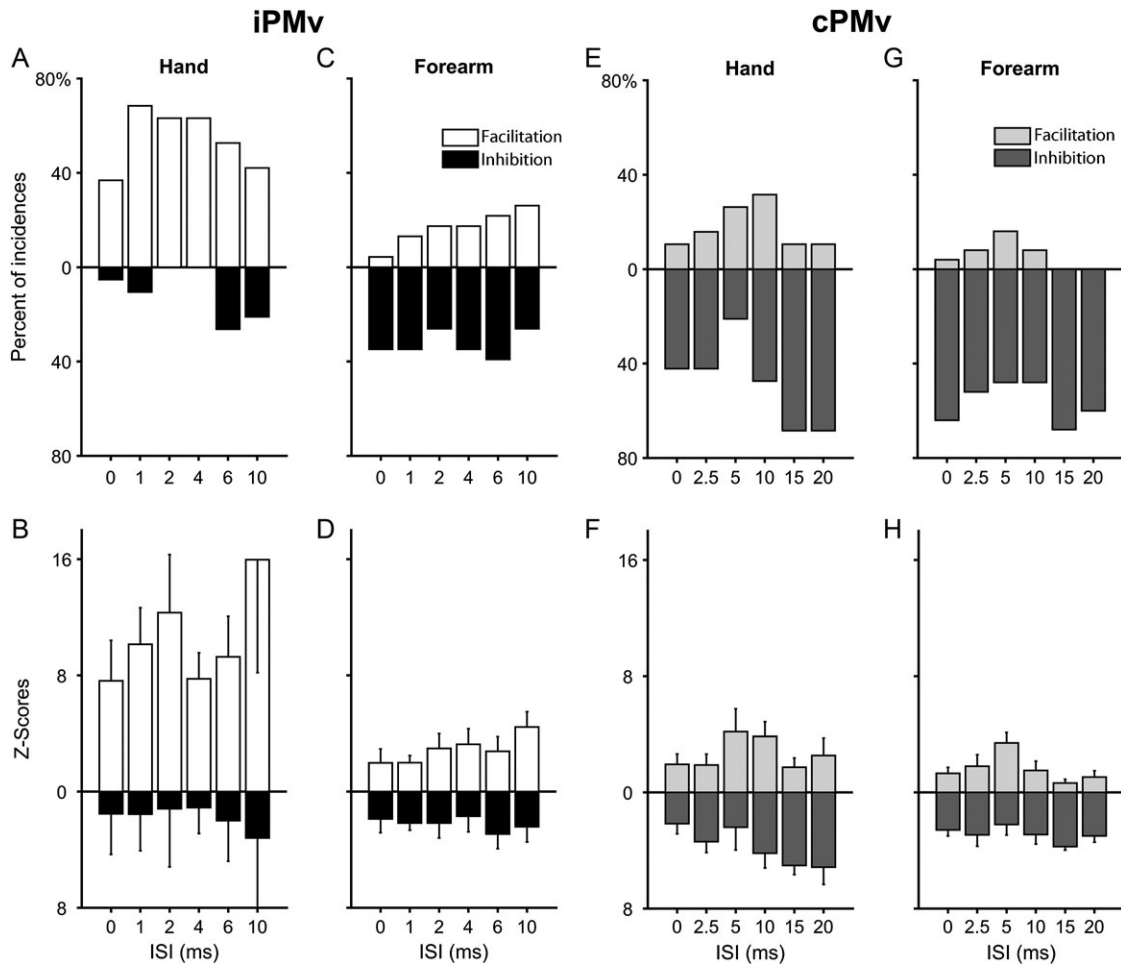 iPMv
cPMv
A
Hand
C
Forearm
E
Hand
G
Forearm
80%
40
0
40
80
Percent of incidences
0 1 2 4 6 10
Facilitation
Inhibition
0 1 2 4 6 10
80%
40
0
40
80
0 2.5 5 10 15 20
Facilitation
Inhibition
0 2.5 5 10 15 20
B
D
F
H
16
8
0
8
Z-Scores
0 1 2 4 6 10
ISI (ms)
0 1 2 4 6 10
ISI (ms)
16
8
0
8
0 2.5 5 10 15 20
ISI (ms)
0 2.5 5 10 15 20
ISI (ms)